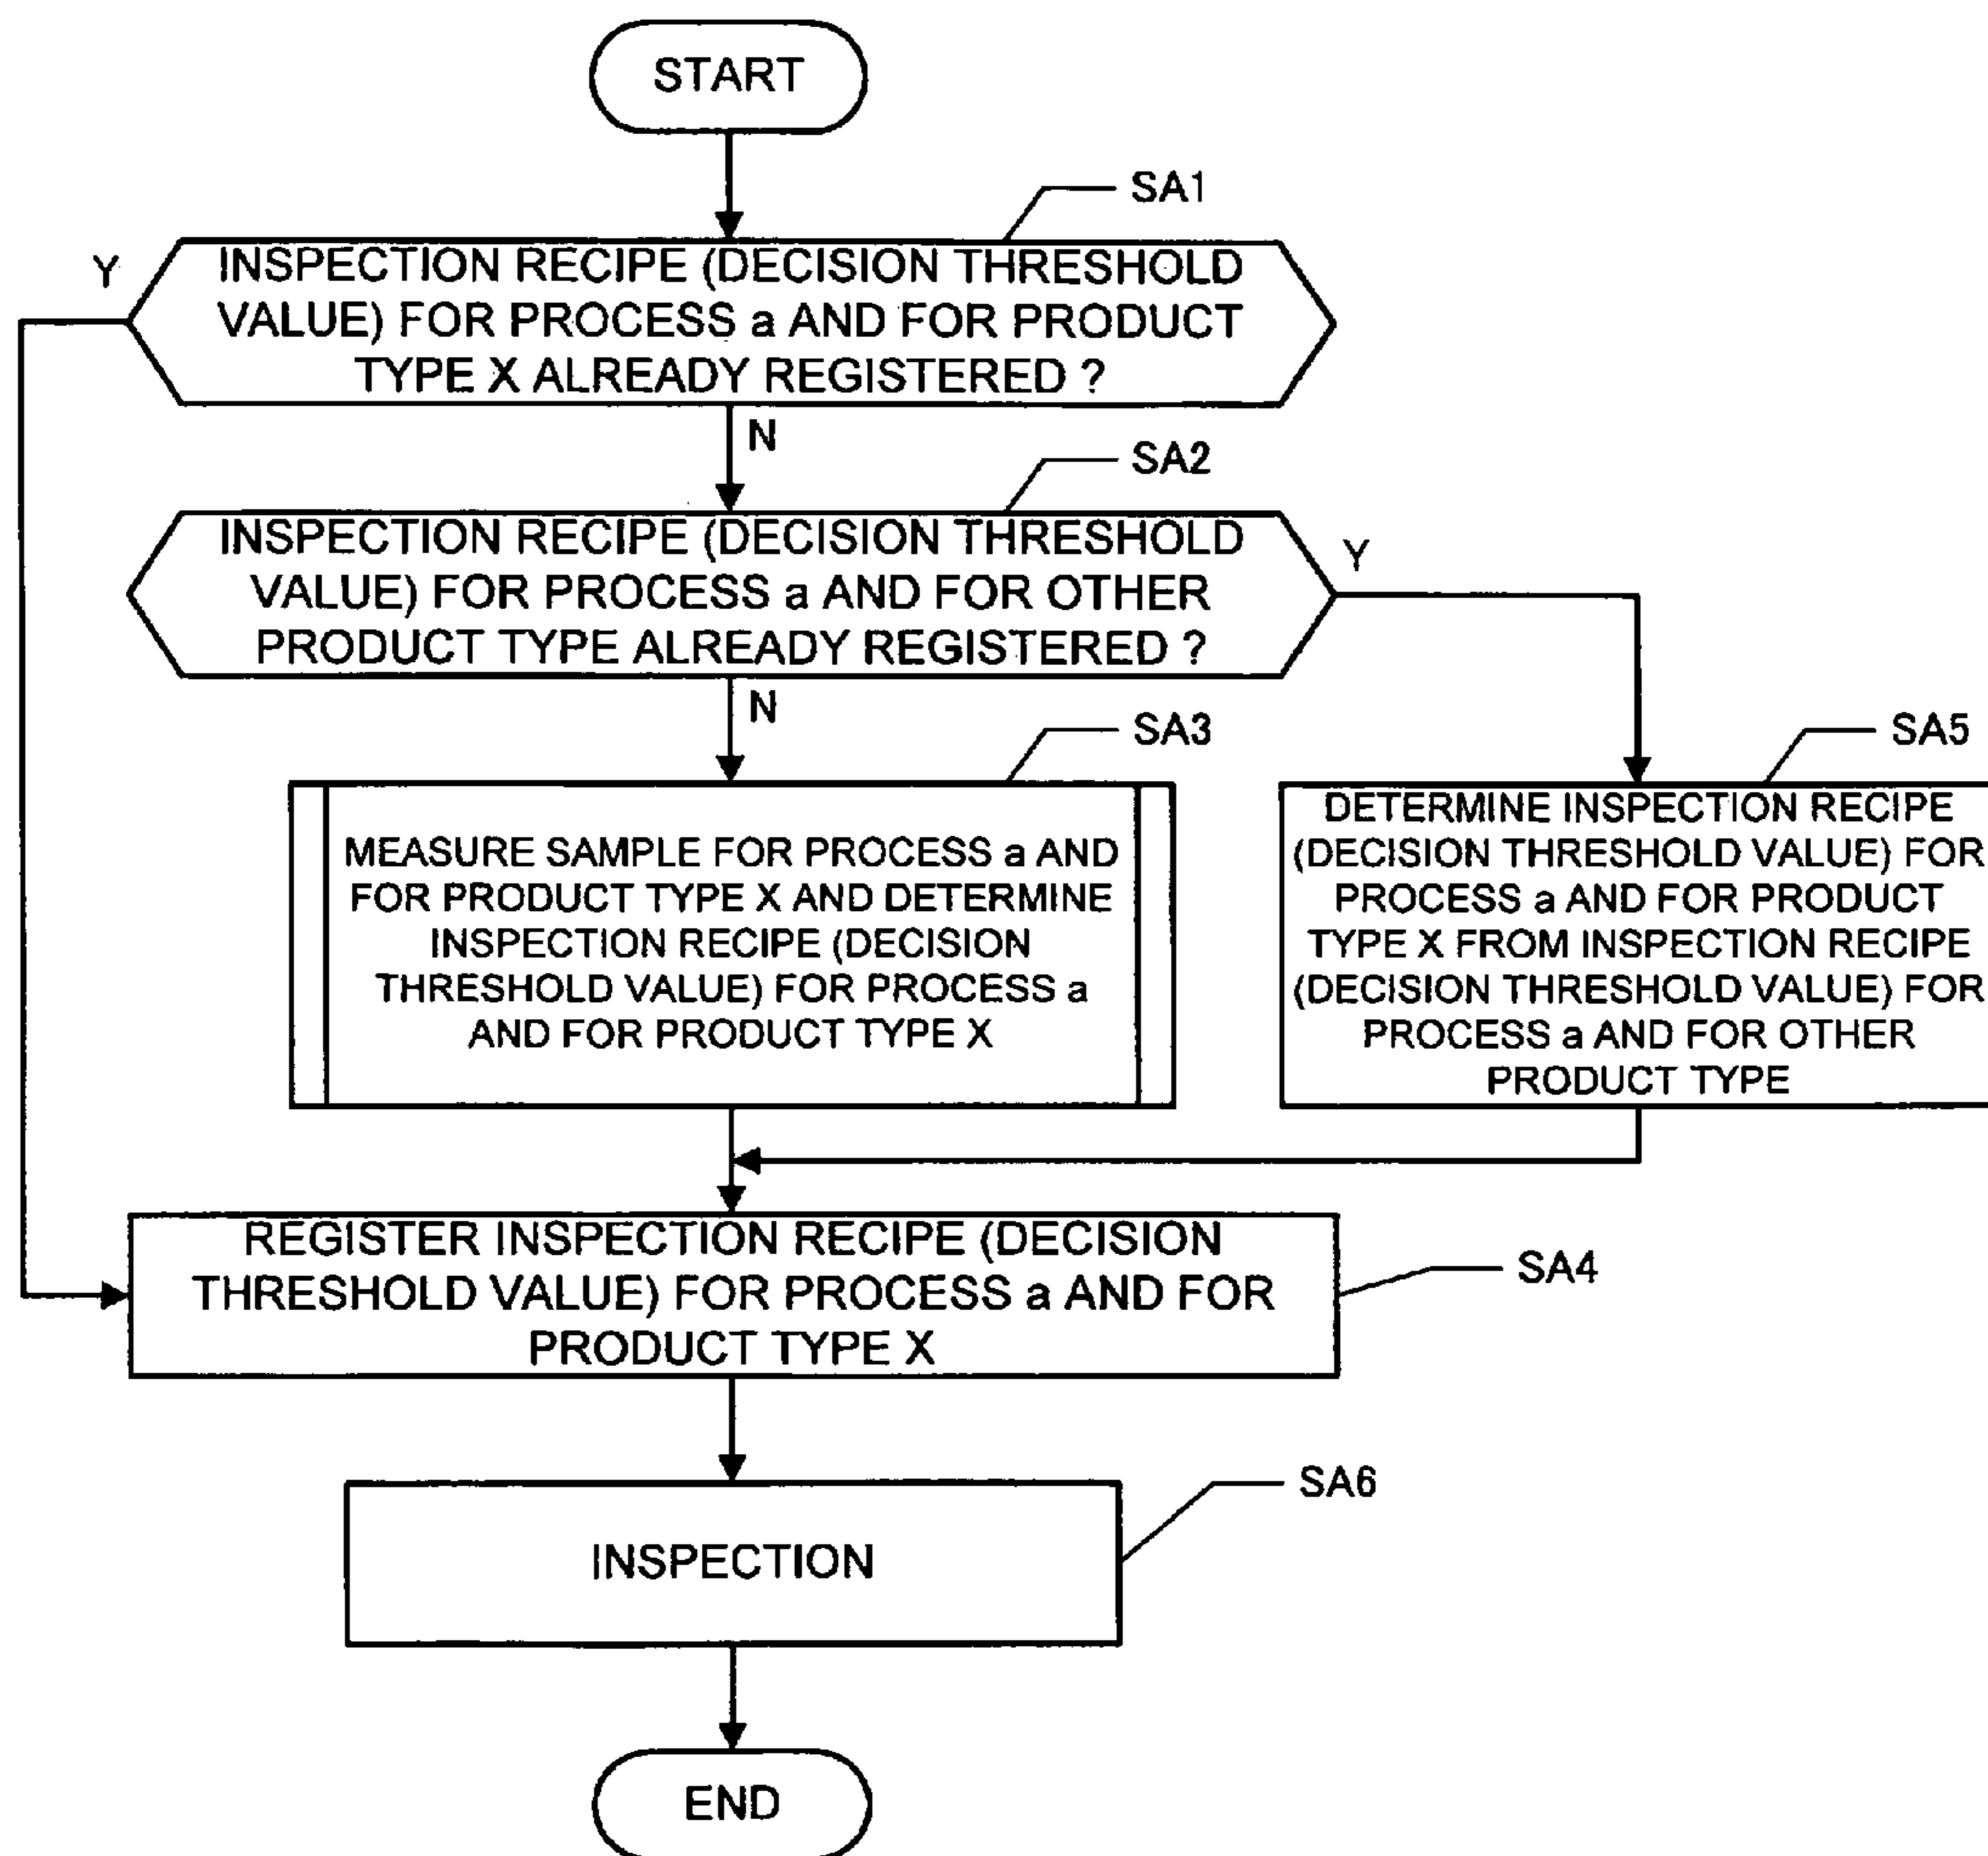 START
SA1
Y
INSPECTION RECIPE (DECISION THRESHOLD
VALUE) FOR PROCESS a AND FOR PRODUCT
TYPE X ALREADY REGISTERED ?
N
SA2
INSPECTION RECIPE (DECISION THRESHOLD
VALUE) FOR PROCESS a AND FOR OTHER
PRODUCT TYPE ALREADY REGISTERED ?
Y
N
SA3
MEASURE SAMPLE FOR PROCESS a AND
FOR PRODUCT TYPE X AND DETERMINE
INSPECTION RECIPE (DECISION
THRESHOLD VALUE) FOR PROCESS a
AND FOR PRODUCT TYPE X
SA5
DETERMINE INSPECTION RECIPE
(DECISION THRESHOLD VALUE) FOR
PROCESS a AND FOR PRODUCT
TYPE X FROM INSPECTION RECIPE
(DECISION THRESHOLD VALUE) FOR
PROCESS a AND FOR OTHER
PRODUCT TYPE
REGISTER INSPECTION RECIPE (DECISION
THRESHOLD VALUE) FOR PROCESS a AND FOR
PRODUCT TYPE X
SA4
SA6
INSPECTION
END